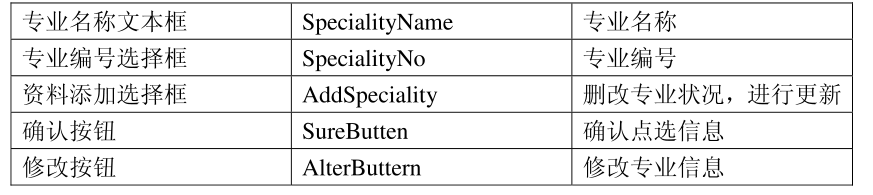 专业名称文本框 SpecialityName 专业名称
专业编号选择框 SpecialityNo 专业编号
资料添加选择框 AddSpeciality 删改专业状况，进行更新
确认按钮 SureButten 确认点选信息
修改按钮 AlterButtern 修改专业信息